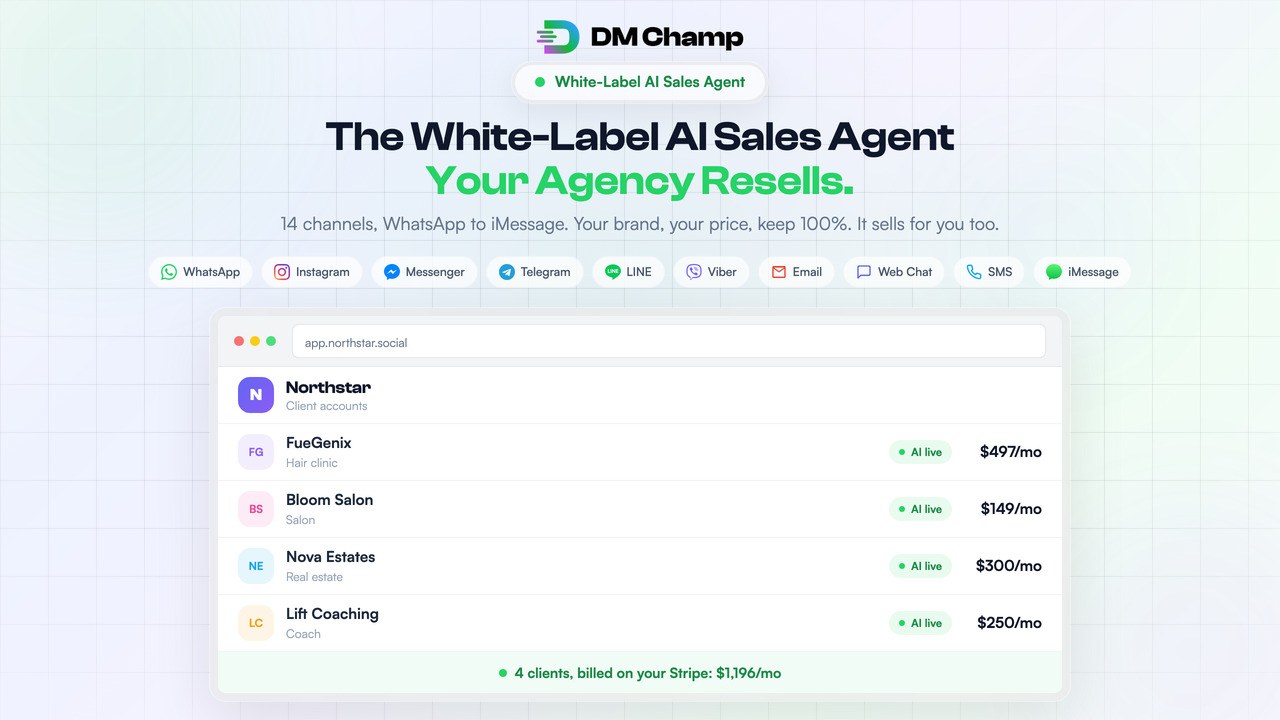 DM Champ
White-Label AI Sales Agent
The White-Label AI Sales Agent
Your Agency Resells.
14 channels, WhatsApp to iMessage. Your brand, your price, keep 100%. It sells for you too.
WhatsApp Instagram Messenger Telegram LINE LINE Viber Email Web Chat SMS iMessage
app.northstar.social
N Northstar
Client accounts
FG FueGenix AI live $497/mo
Hair clinic
BS Bloom Salon AI live $149/mo
Salon
NE Nova Estates AI live $300/mo
Real estate
LC Lift Coaching AI live $250/mo
Coach
4 clients, billed on your Stripe: $1,196/mo